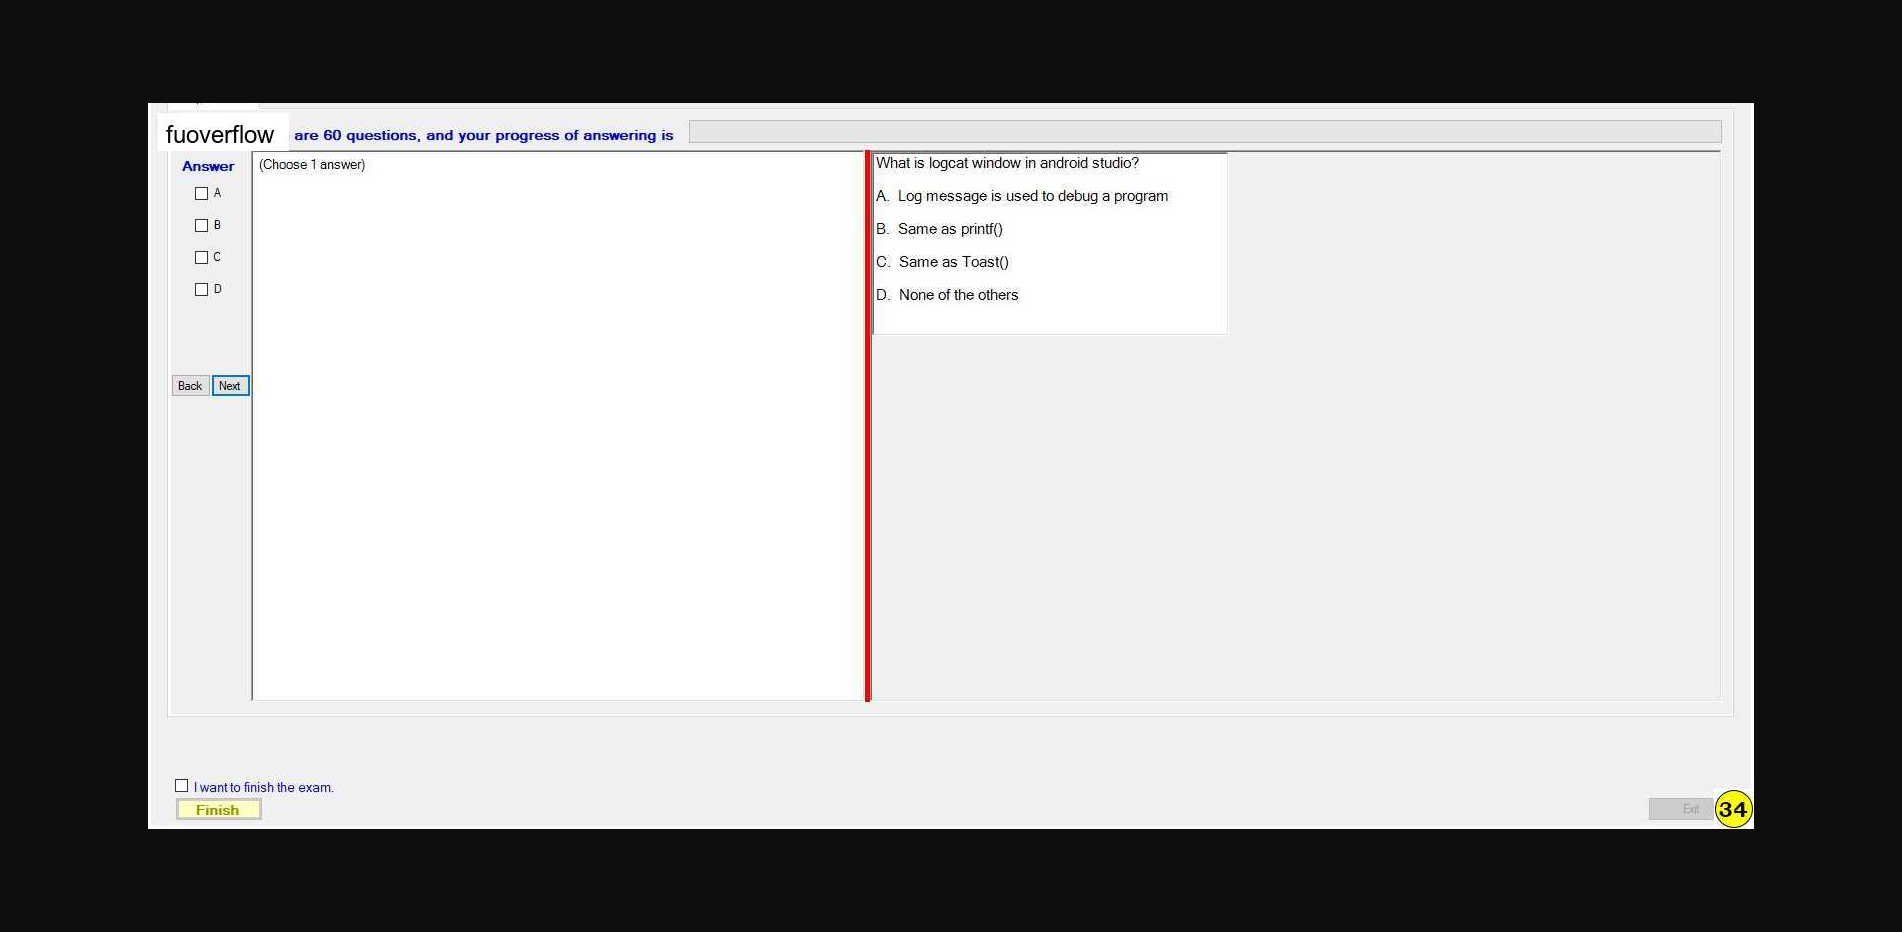 fuoverflow are 60 questions, and your progress of answering is
Answer
(Choose 1 answer)
A
B
C
D
Back Next
What is logcat window in android studio?
A. Log message is used to debug a program
B. Same as printf()
C. Same as Toast()
D. None of the others
I want to finish the exam.
Finish
Exit
34